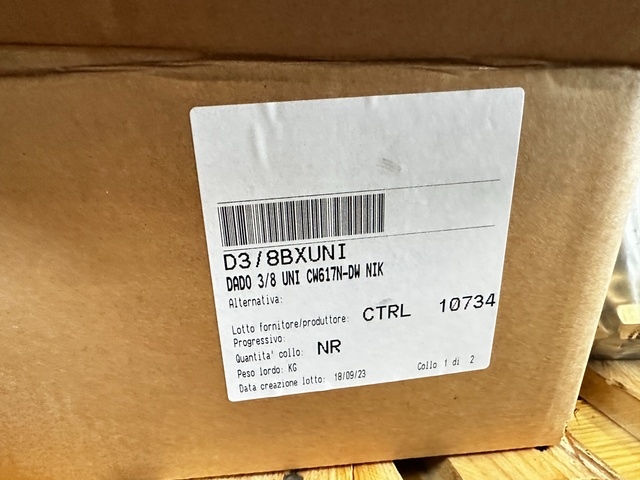 D3/8BXUNI
DADO 3/8 UNI CW617N-DW NIK
Alternativa:
Lotto fornitore/produttore: CTRL 10734
Progressivo:
Quantita' collo: NR
Peso lordo: KG
Collo 1 di 2
Data creazione lotto: 18/09/23